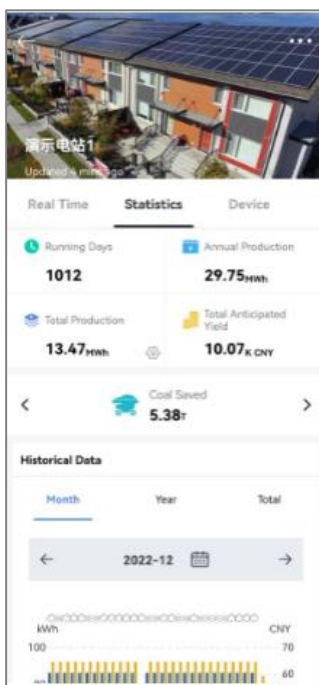 演示电站1
Updated 4 mins ago
Real Time Statistics Device
Running Days
1012
Annual Production
29.75MWh
Total Production
13.47MWh
Total Anticipated Yield
10.07K CNY
Coal Saved
5.38T
Historical Data
Month Year Total
2022-12
kWh CNY
100 70
60